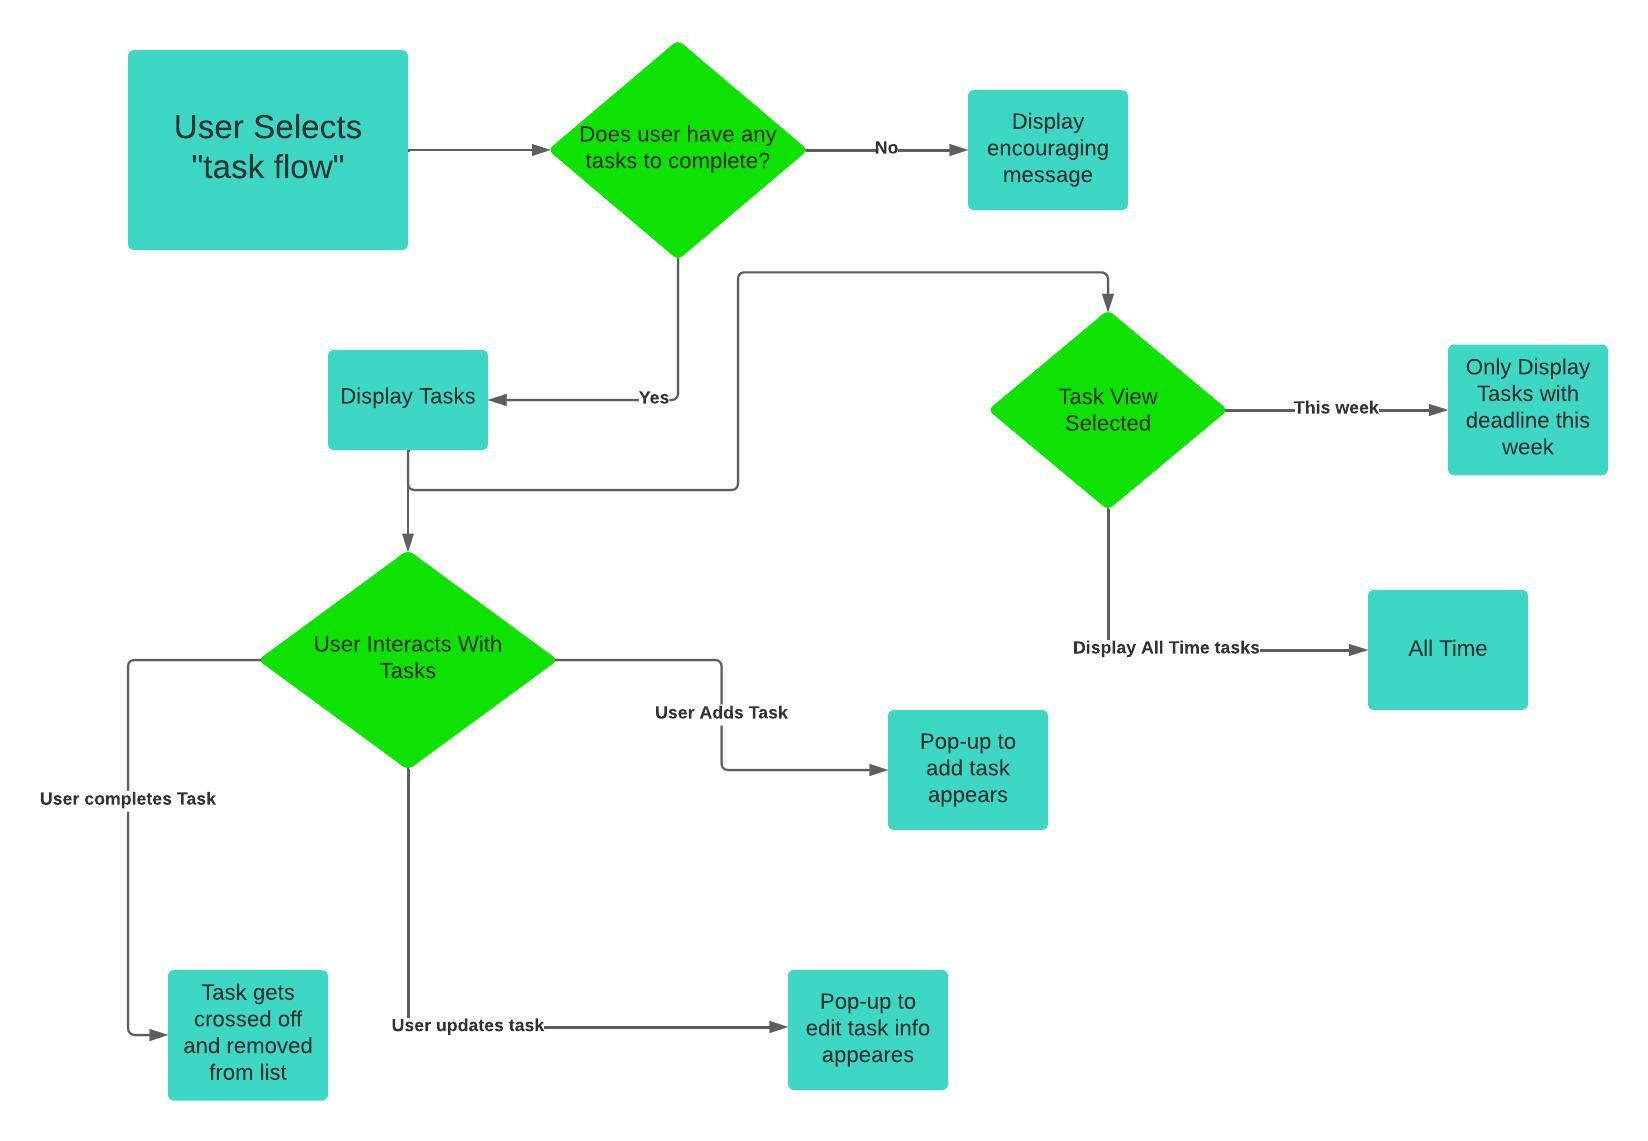 User Selects
"task flow"
Does user have any
tasks to complete?
No
Display
encouraging
message
Yes
Display Tasks
Task View
Selected
This week
Only Display
Tasks with
deadline this
week
Display All Time tasks
All Time
User Interacts With
Tasks
User Adds Task
Pop-up to
add task
appears
User completes Task
Task gets
crossed off
and removed
from list
User updates task
Pop-up to
edit task info
appeares